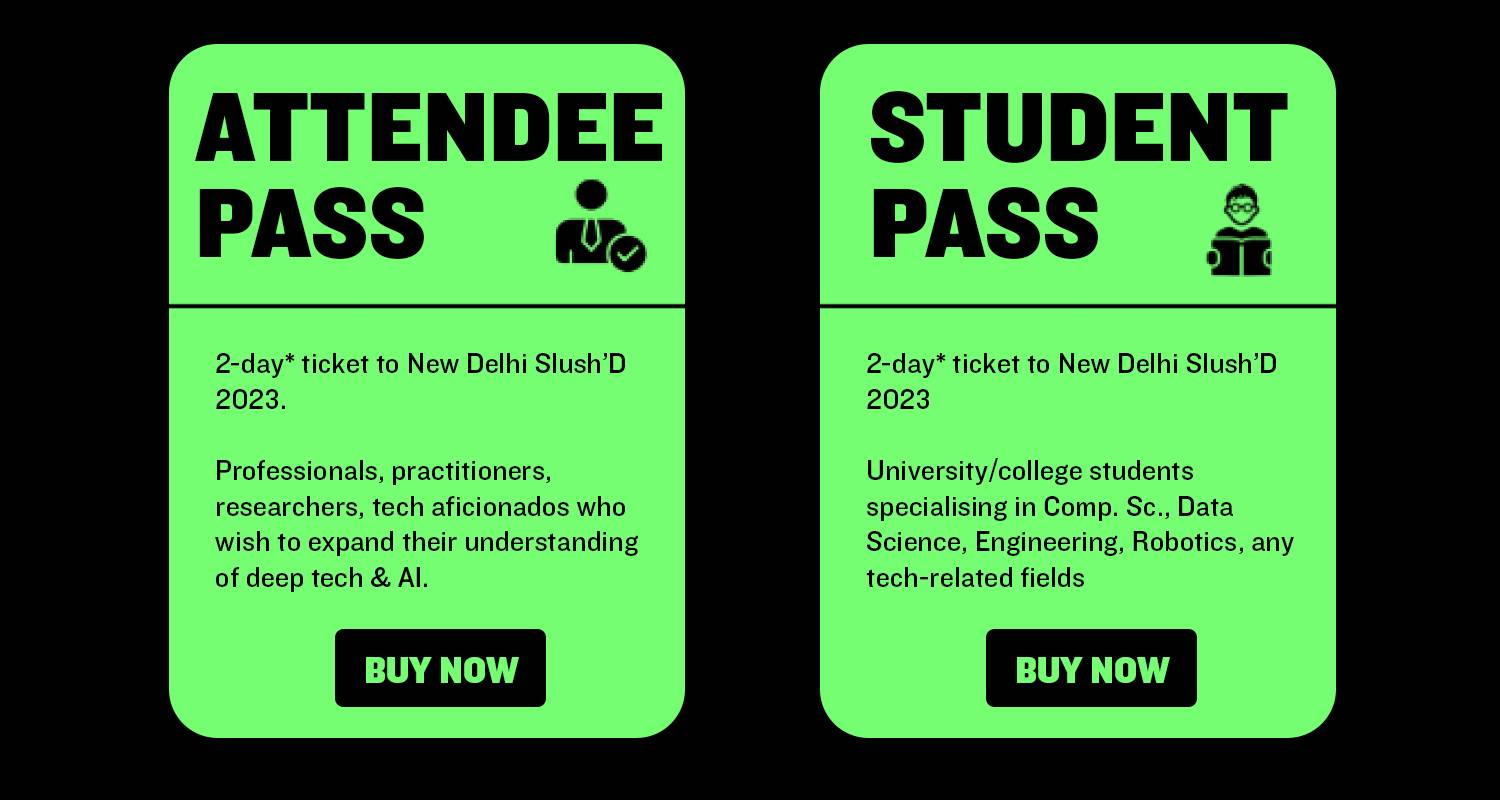 ATTENDEE
PASS
2-day* ticket to New Delhi Slush’D
2023.
Professionals, practitioners,
researchers, tech aficionados who
wish to expand their understanding
of deep tech & AI.
BUY NOW
STUDENT
PASS
2-day* ticket to New Delhi Slush’D
2023
University/college students
specialising in Comp. Sc., Data
Science, Engineering, Robotics, any
tech-related fields
BUY NOW